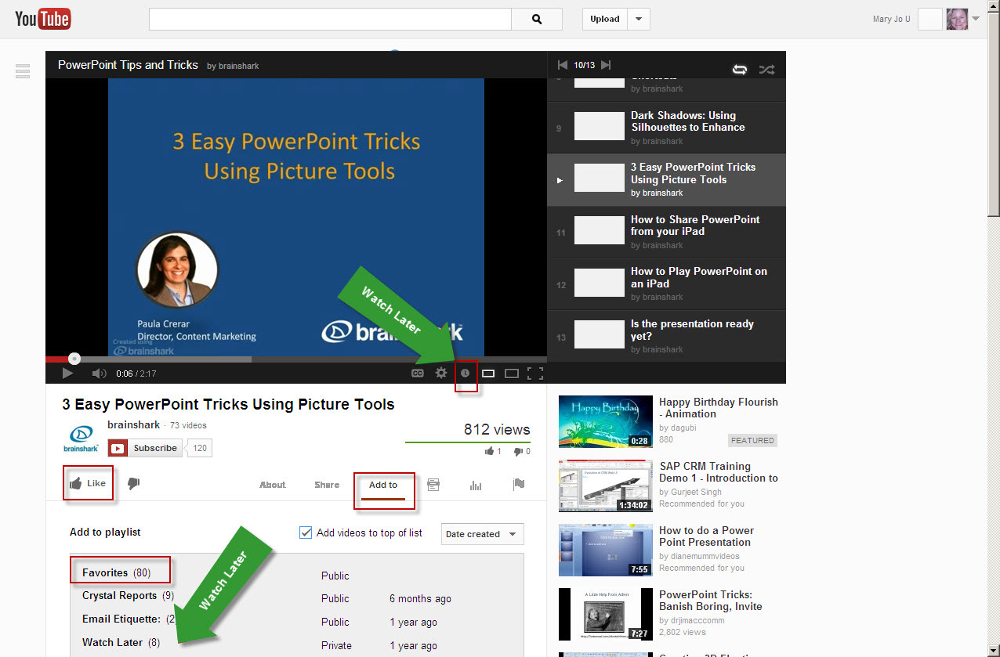 YouTube
Upload
Mary Jo U
PowerPoint Tips and Tricks by brainshark
3 Easy PowerPoint Tricks
Using Picture Tools
Paula Crerar
Director, Content Marketing
Created using
brainshark
Watch Later
CC
0:06 / 2:17
10/13
by brainshark
9
Dark Shadows: Using
Silhouettes to Enhance
by brainshark
3 Easy PowerPoint Tricks
Using Picture Tools
by brainshark
11
How to Share PowerPoint
from your iPad
by brainshark
12
How to Play PowerPoint on
an iPad
by brainshark
13
Is the presentation ready
yet?
by brainshark
3 Easy PowerPoint Tricks Using Picture Tools
brainshark
brainshark · 73 videos
Subscribe 120
812 views
1 0
Like
About Share Add to
Add to playlist
Add videos to top of list
Date created
Favorites (80) Public
Crystal Reports (9) Public 6 months ago
Email Etiquette: (2 Public 1 year ago
Watch Later (8) Private 1 year ago
Watch Later
Happy Birthday
0:28
Happy Birthday Flourish
- Animation
by dagubi
880
FEATURED
1:34:02
SAP CRM Training
Demo 1 - Introduction to
by Gurjeet Singh
Recommended for you
7:55
How to do a Power
Point Presentation
by dianemummvideos
Recommended for you
A Little Help From Others
7:27
PowerPoint Tricks:
Banish Boring, Invite
by drjimacccomm
2,802 views